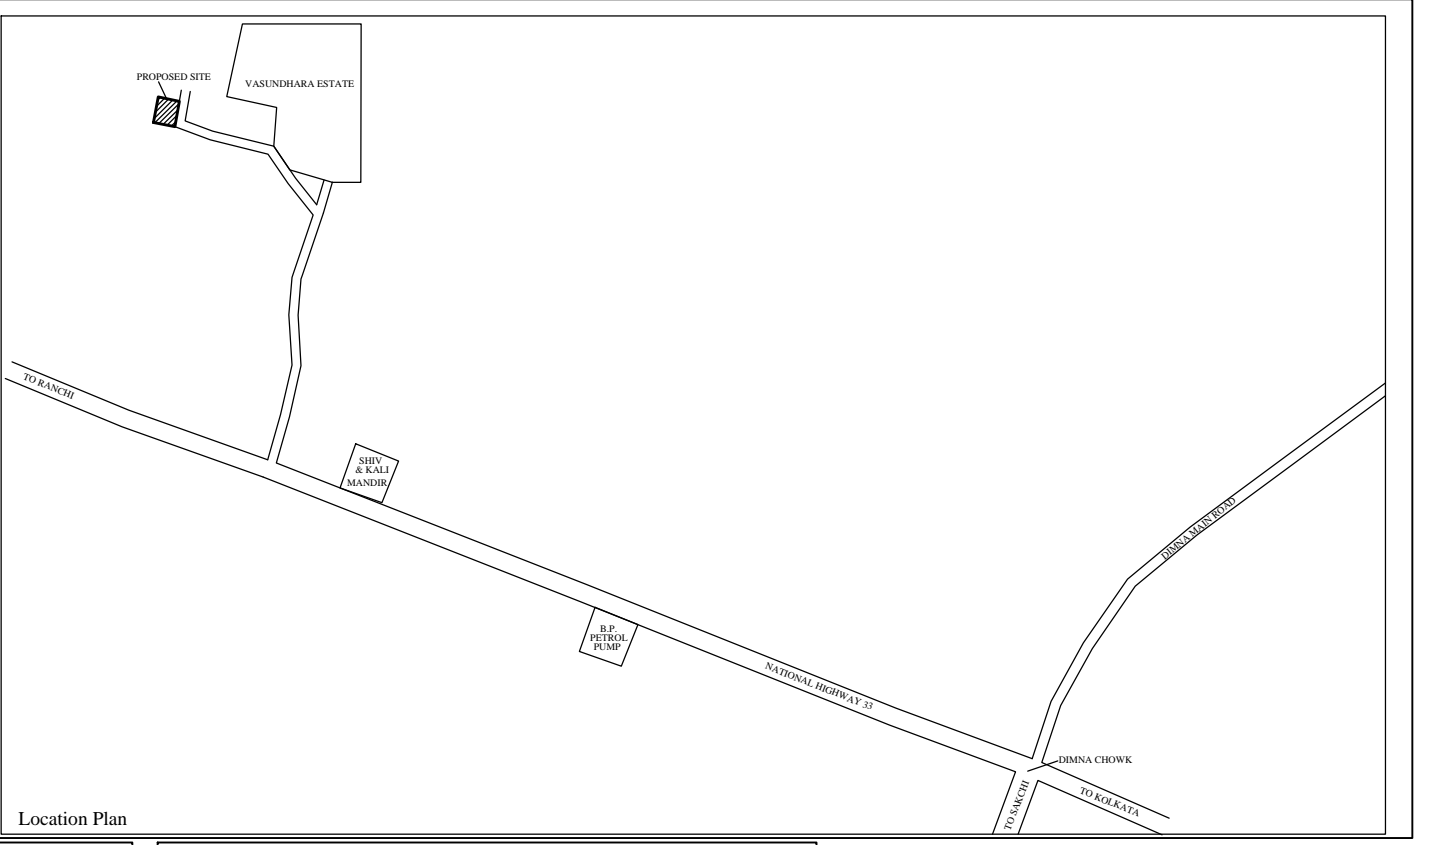 PROPOSED SITE
VASUNDHARA ESTATE
TO RANCHI
SHIV
& KALI
MANDIR
DIMNA MAIN ROAD
B.P.
PETROL
PUMP
NATIONAL HIGHWAY 33
DIMNA CHOWK
TO SAKCHI
TO KOLKATA
Location Plan